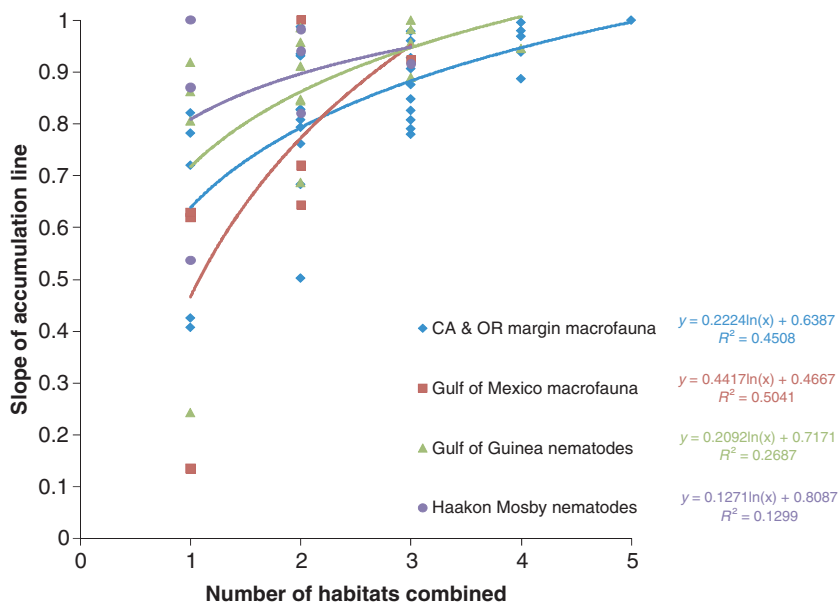 1
0.9
0.8
0.7
0.6
0.5
0.4
0.3
0.2
0.1
0
0 1 2 3 4 5
Slope of accumulation line
Number of habitats combined
CA & OR margin macrofauna
y = 0.2224ln(x) + 0.6387
R² = 0.4508
Gulf of Mexico macrofauna
y = 0.4417ln(x) + 0.4667
R² = 0.5041
Gulf of Guinea nematodes
y = 0.2092ln(x) + 0.7171
R² = 0.2687
Haakon Mosby nematodes
y = 0.1271ln(x) + 0.8087
R² = 0.1299